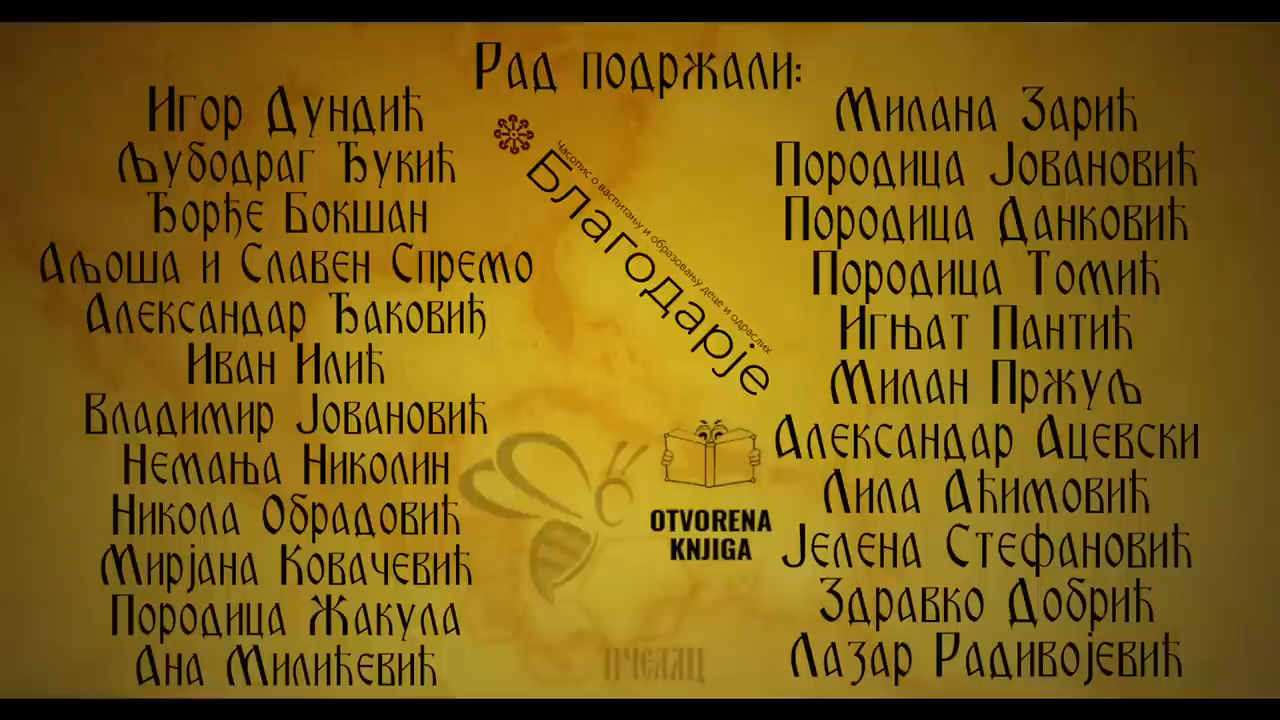 Рад подржали:
Игор Дундић
Љубодраг Ђукић
Ђорђе Бокшан
Аљоша и Славен Спремо
Александар Ђаковић
Иван Илић
Владимир Јовановић
Немања Николин
Никола Обрадовић
Мирјана Ковачевић
Породица Жакула
Ана Милићевић
Часопис о васпитању и образовању деце и одраслих
Благодарје
OTVORENA
KNJIGA
ПЧЕЛАЦ
Милана Зарић
Породица Јовановић
Породица Данковић
Породица Томић
Игњат Пантић
Милан Пржуљ
Александар Ацевски
Лила Аћимовић
Јелена Стефановић
Здравко Добрић
Лазар Радивојевић